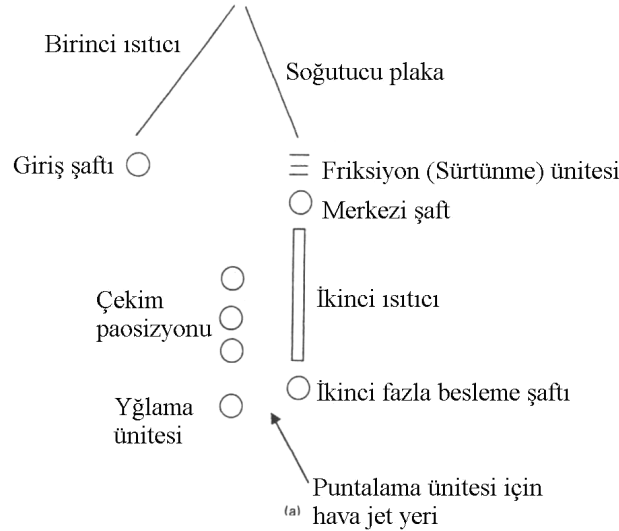 Birinci ısıtıcı
Soğutucu plaka
Giriş şaftı
Friksiyon (Sürtünme) ünitesi
Merkezi şaft
Çekim
paosizyonu
İkinci ısıtıcı
İkinci fazla besleme şaftı
Yğlama
ünitesi
Puntalama ünitesi için
(a) hava jet yeri